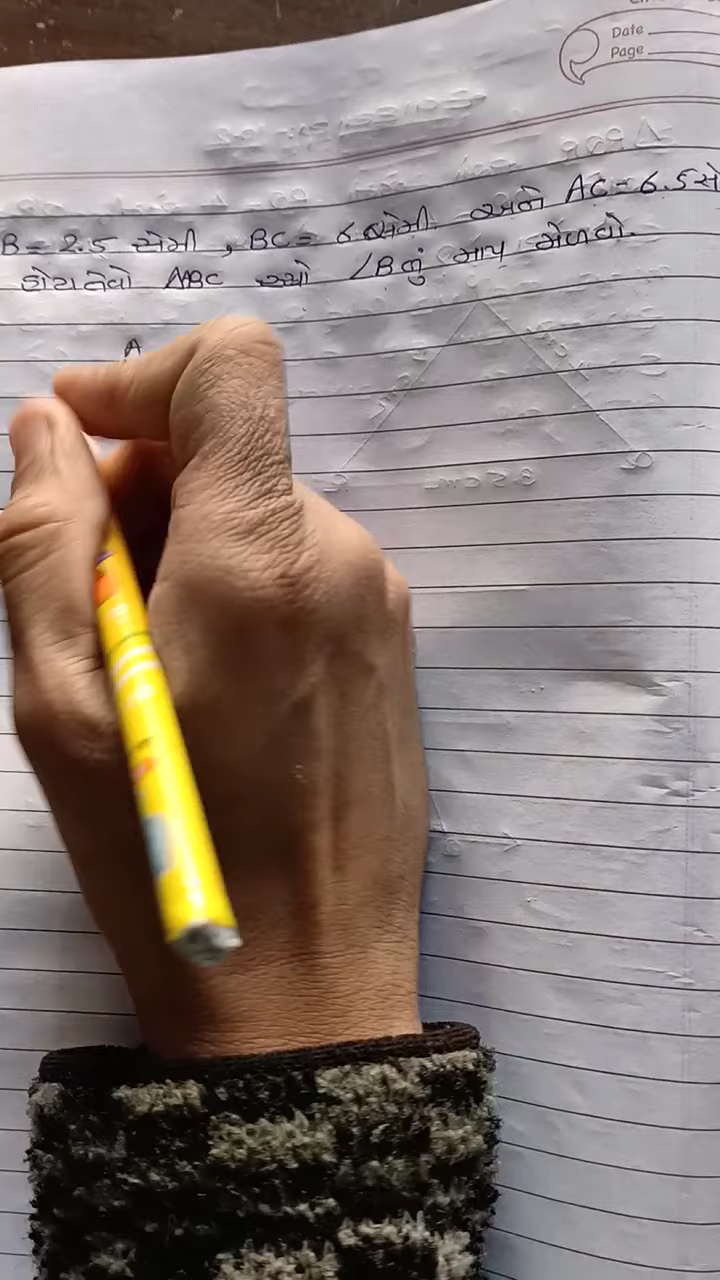 Date
Page
B = 2.5 સેમી , BC = 6 સેમી અને AC = 6.5 સે
હોય તેવો ABC રચો ∠B નું માપ મેળવો.
A